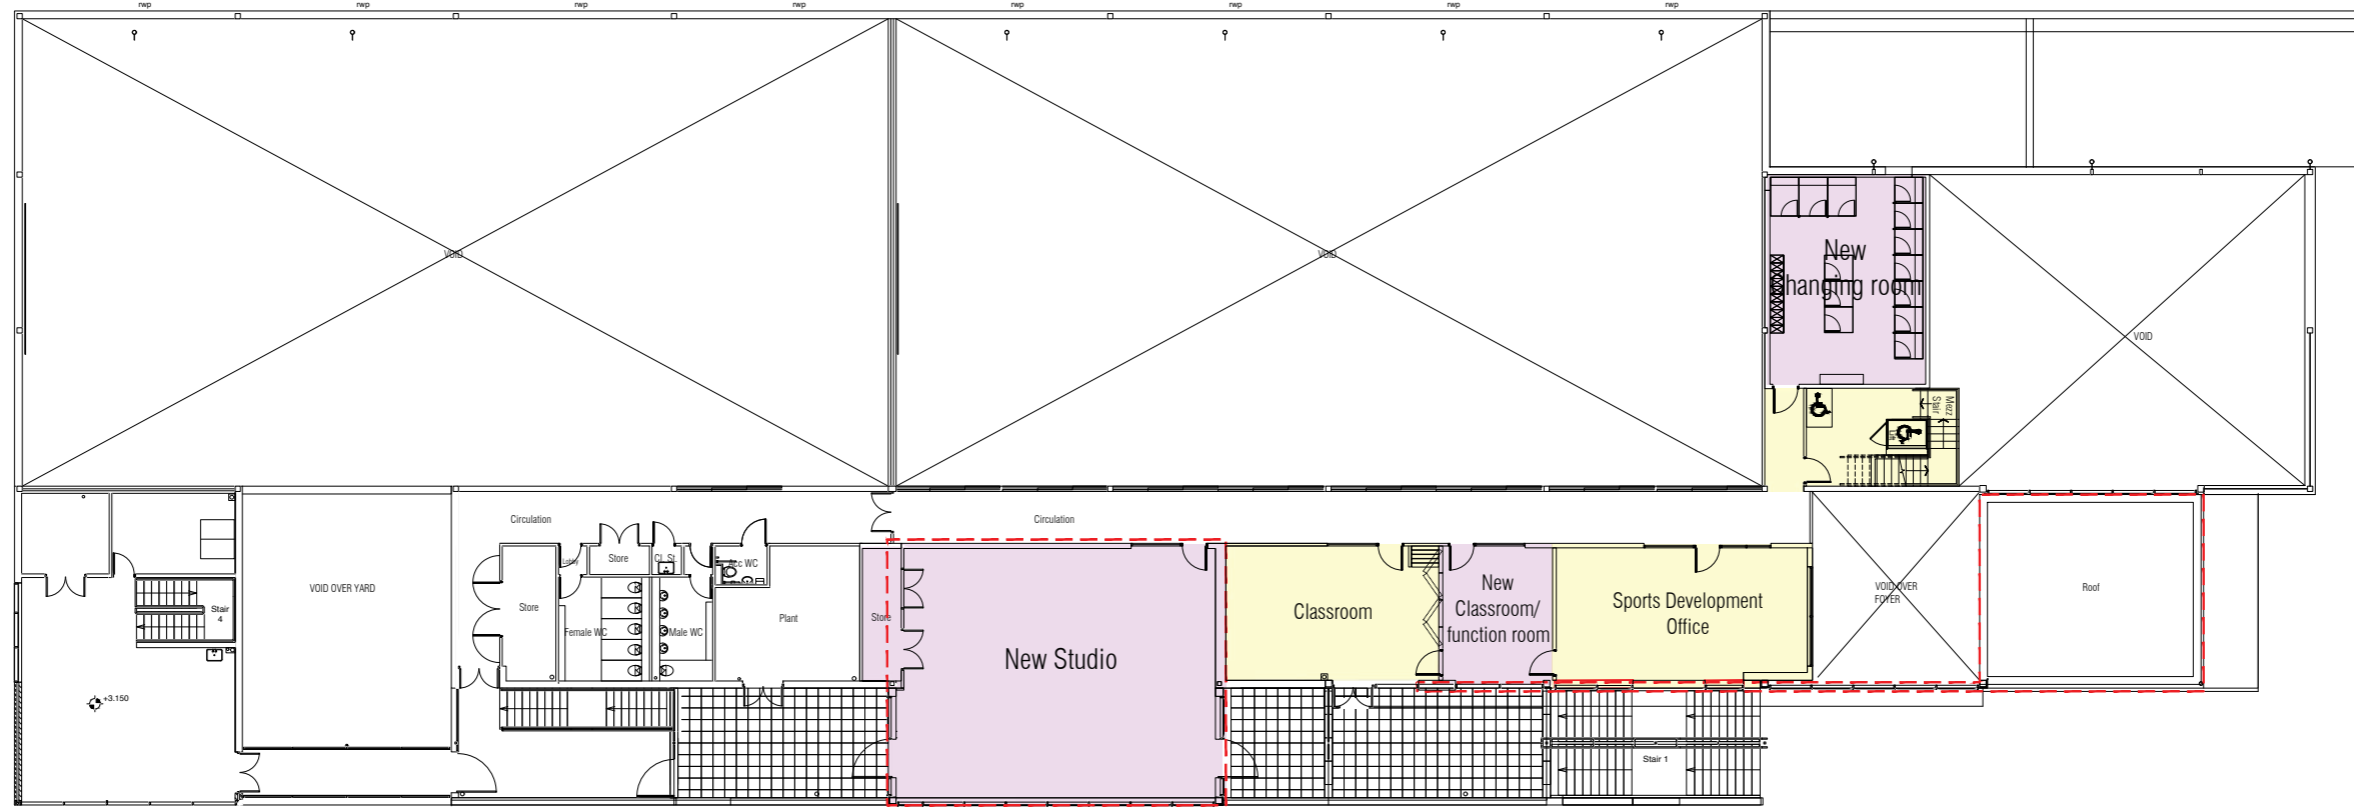 rwp
rwp
rwp
rwp
rwp
rwp
rwp
rwp
VOID
VOID
New
changing room
VOID
Mezz
Stair
Lift
Circulation
Circulation
Lobby
Store
CL St.
Acc WC
VOID OVER YARD
Stair
4
Store
Female WC
Male WC
Plant
Store
New Studio
Classroom
New
Classroom/
function room
Sports Development
Office
VOID OVER
FOYER
Roof
+3.150
Stair 1